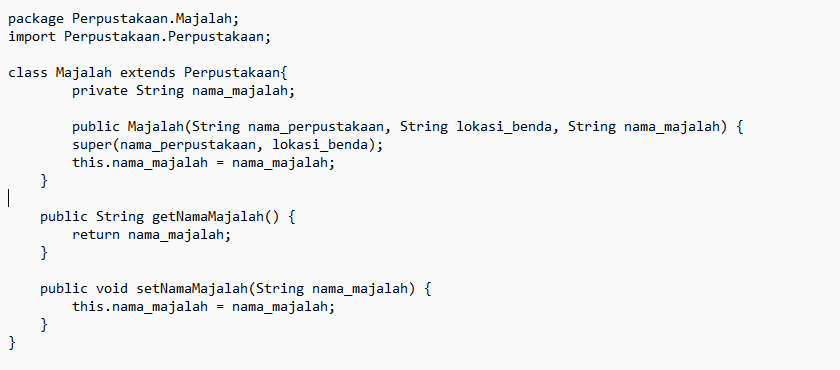 package Perpustakaan.Majalah;
import Perpustakaan.Perpustakaan;
class Majalah extends Perpustakaan{
private String nama_majalah;
public Majalah(String nama_perpustakaan, String lokasi_benda, String nama_majalah) {
super(nama_perpustakaan, lokasi_benda);
this.nama_majalah = nama_majalah;
}
public String getNamaMajalah() {
return nama_majalah;
}
public void setNamaMajalah(String nama_majalah) {
this.nama_majalah = nama_majalah;
}
}